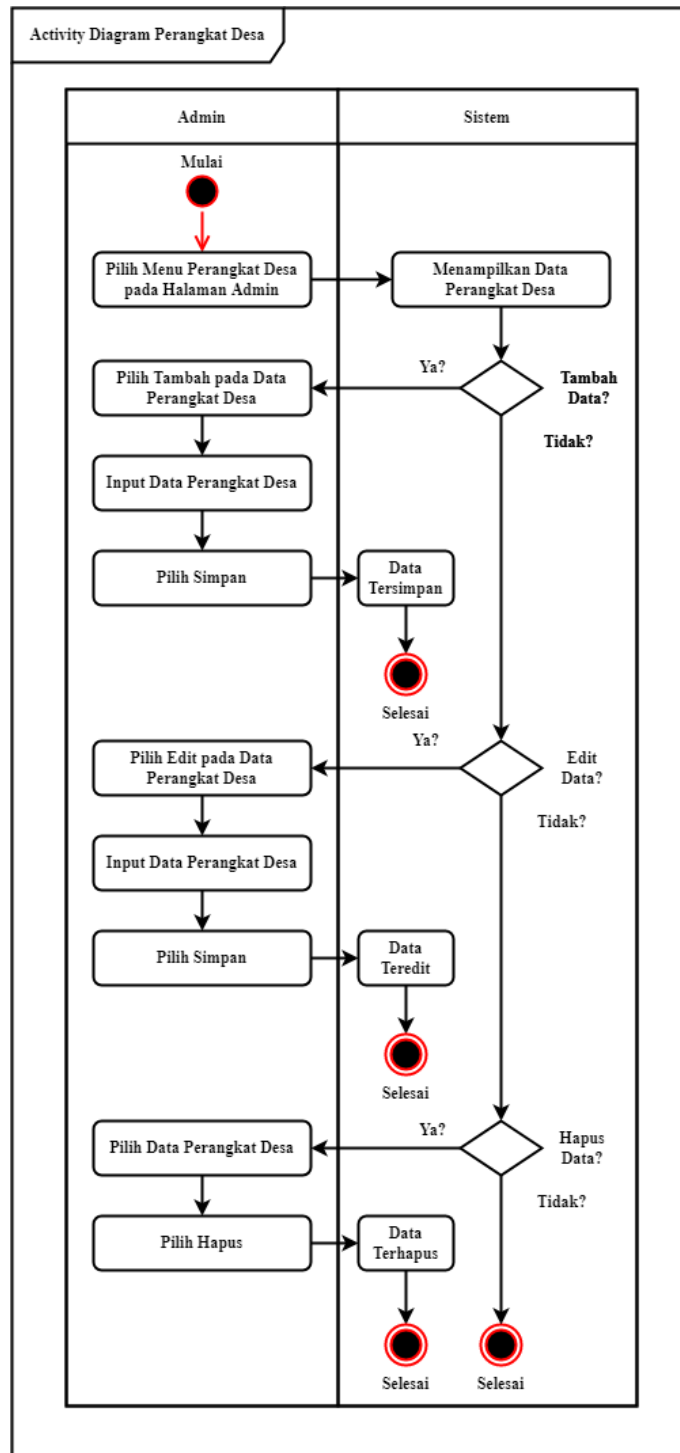 Activity Diagram Perangkat Desa
Admin
Sistem
Mulai
Pilih Menu Perangkat Desa
pada Halaman Admin
Menampilkan Data
Perangkat Desa
Ya?
Tambah
Data?
Pilih Tambah pada Data
Perangkat Desa
Tidak?
Input Data Perangkat Desa
Pilih Simpan
Data
Tersimpan
Selesai
Ya?
Edit
Data?
Pilih Edit pada Data
Perangkat Desa
Tidak?
Input Data Perangkat Desa
Pilih Simpan
Data
Teredit
Selesai
Ya?
Hapus
Data?
Pilih Data Perangkat Desa
Tidak?
Pilih Hapus
Data
Terhapus
Selesai
Selesai